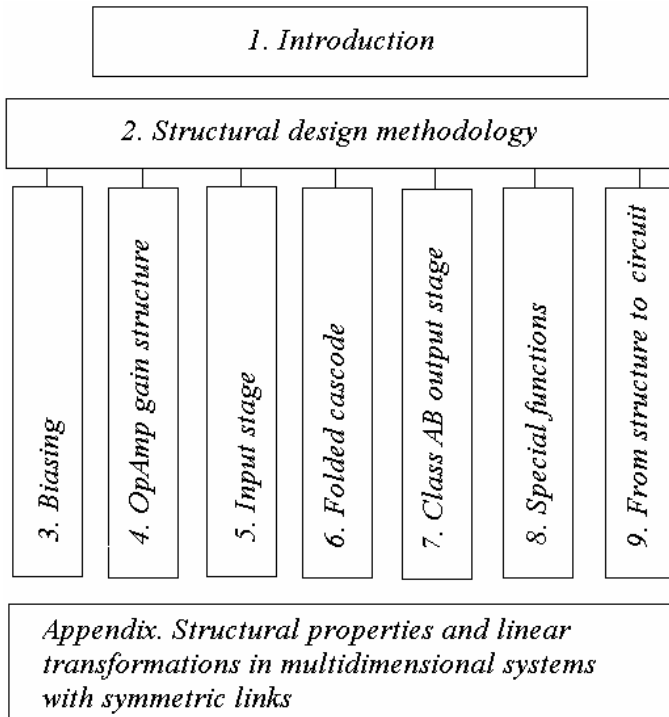 1. Introduction
2. Structural design methodology
3. Biasing
4. OpAmp gain structure
5. Input stage
6. Folded cascode
7. Class AB output stage
8. Special functions
9. From structure to circuit
Appendix. Structural properties and linear
transformations in multidimensional systems
with symmetric links